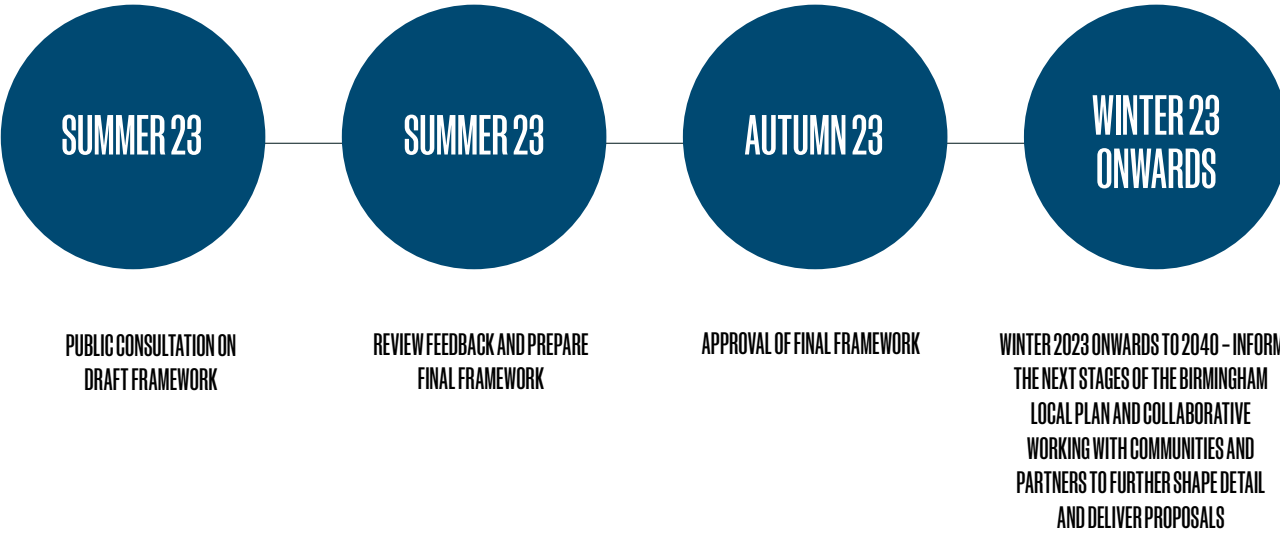 SUMMER 23
SUMMER 23
AUTUMN 23
WINTER 23
ONWARDS
PUBLIC CONSULTATION ON
DRAFT FRAMEWORK
REVIEW FEEDBACK AND PREPARE
FINAL FRAMEWORK
APPROVAL OF FINAL FRAMEWORK
WINTER 2023 ONWARDS TO 2040 – INFORM
THE NEXT STAGES OF THE BIRMINGHAM
LOCAL PLAN AND COLLABORATIVE
WORKING WITH COMMUNITIES AND
PARTNERS TO FURTHER SHAPE DETAIL
AND DELIVER PROPOSALS